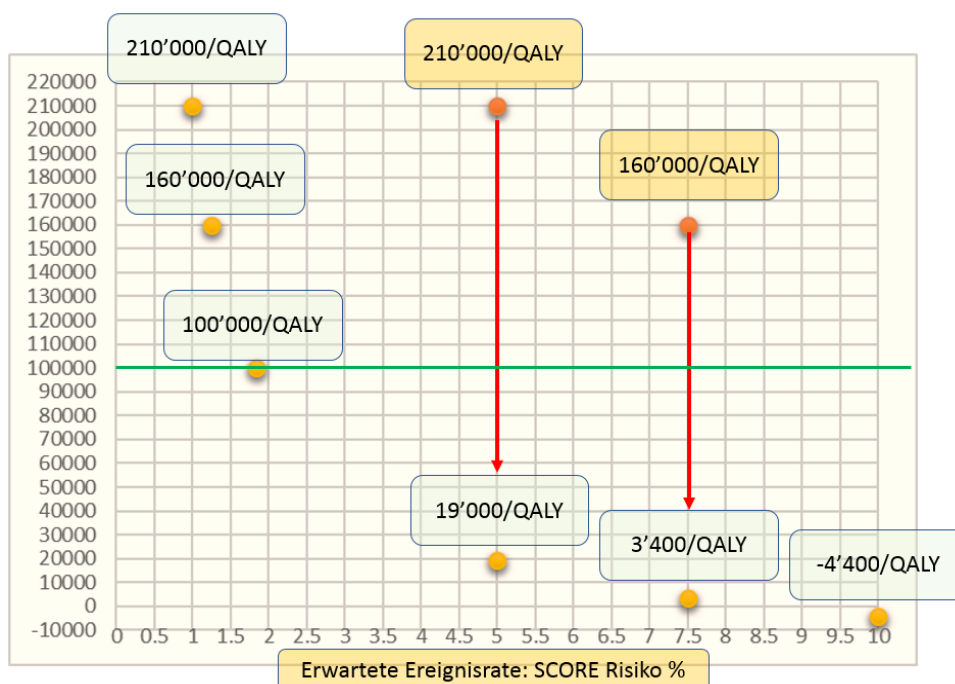 210’000/QALY
210’000/QALY
220000
210000
200000
190000
180000
170000
160000
150000
140000
130000
120000
110000
100000
90000
80000
70000
60000
50000
40000
30000
20000
10000
0
-10000
160’000/QALY
160’000/QALY
100’000/QALY
19’000/QALY
3’400/QALY
-4’400/QALY
0 0.5 1 1.5 2 2.5 3 3.5 4 4.5 5 5.5 6 6.5 7 7.5 8 8.5 9 9.5 10
Erwartete Ereignisrate: SCORE Risiko %